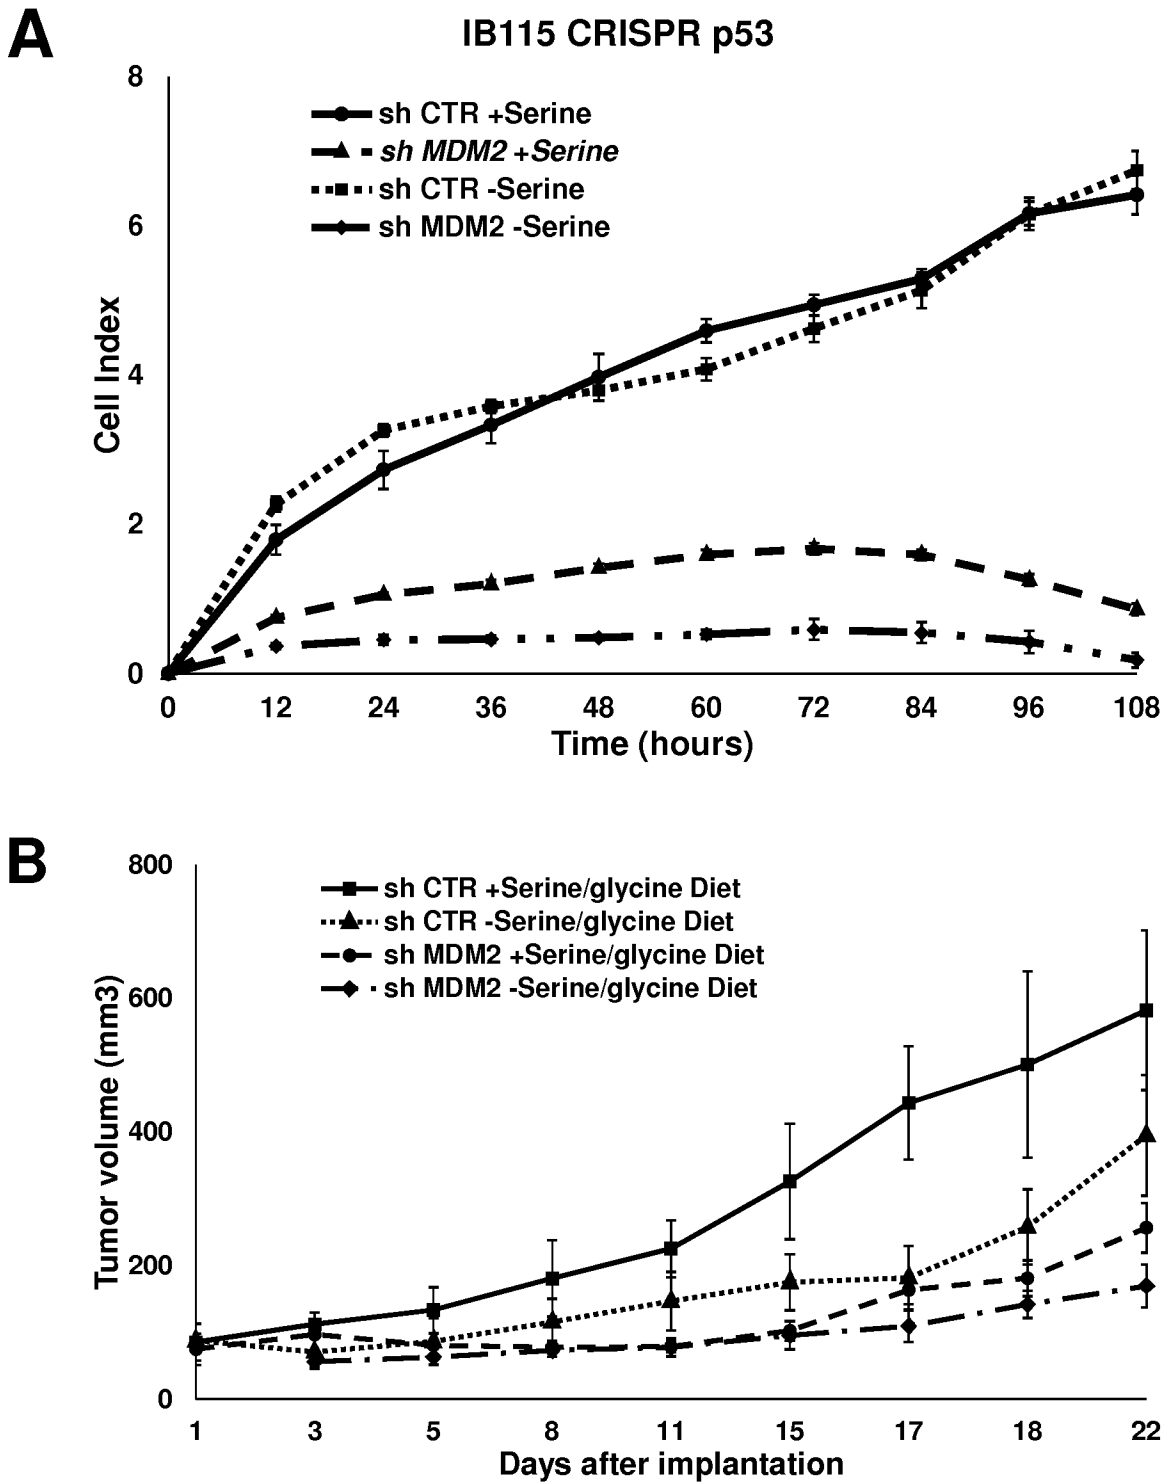 A
IB115 CRISPR p53
8
6
4
2
0
Cell Index
sh CTR +Serine
sh MDM2 +Serine
sh CTR -Serine
sh MDM2 -Serine
0 12 24 36 48 60 72 84 96 108
Time (hours)
B
800
600
400
200
0
Tumor volume (mm3)
sh CTR +Serine/glycine Diet
sh CTR -Serine/glycine Diet
sh MDM2 +Serine/glycine Diet
sh MDM2 -Serine/glycine Diet
1 3 5 8 11 15 17 18 22
Days after implantation